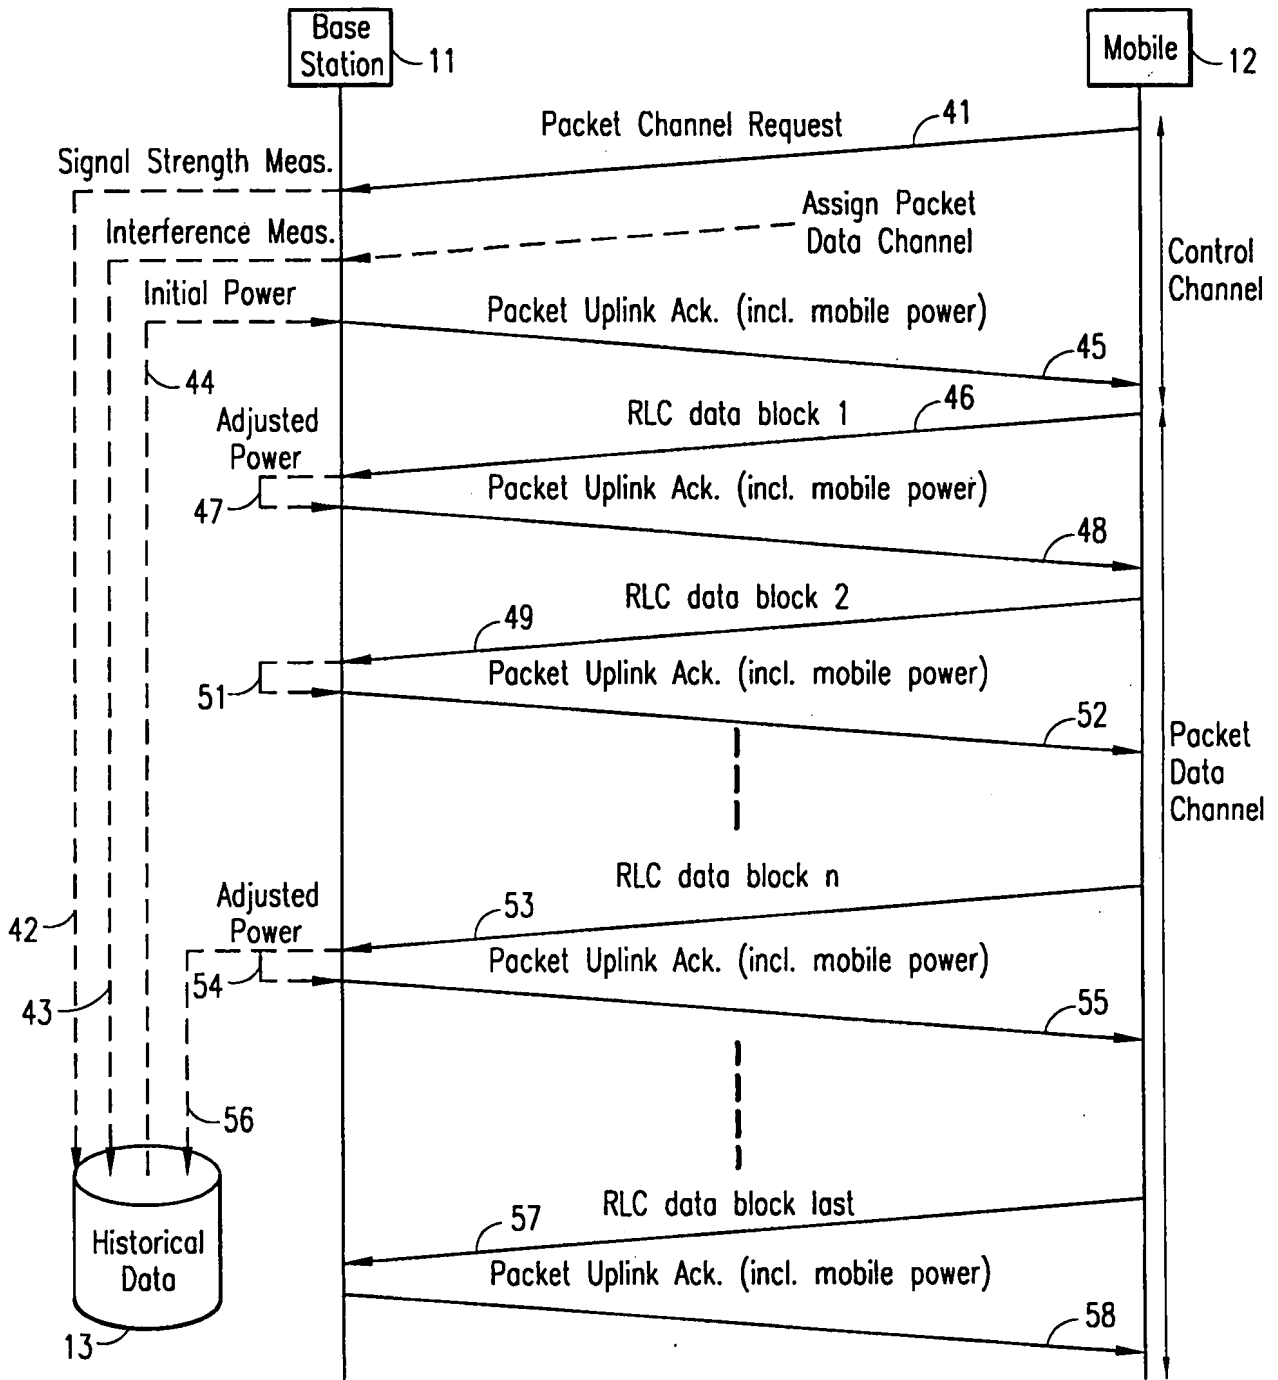 Base
Station
11
Mobile
12
Packet Channel Request
41
Signal Strength Meas.
Assign Packet
Data Channel
Interference Meas.
Control
Channel
Initial Power
Packet Uplink Ack. (incl. mobile power)
45
44
RLC data block 1
46
Adjusted
Power
47
Packet Uplink Ack. (incl. mobile power)
48
RLC data block 2
49
51
Packet Uplink Ack. (incl. mobile power)
52
Packet
Data
Channel
RLC data block n
53
Adjusted
Power
42
54
Packet Uplink Ack. (incl. mobile power)
43
55
56
RLC data block last
57
Historical
Data
Packet Uplink Ack. (incl. mobile power)
58
13